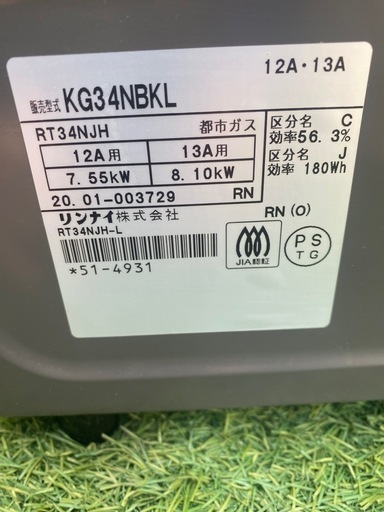 12A・13A
販売型式 KG34NBKL
RT34NJH 都市ガス
12A用 13A用
7.55kW 8.10kW
20.01-003729 RN
リンナイ株式会社
RT34NJH-L
*51-4931
区分名 C
効率56.3%
区分名 J
効率 180Wh
RN(O)
JIA認証
PS
TG